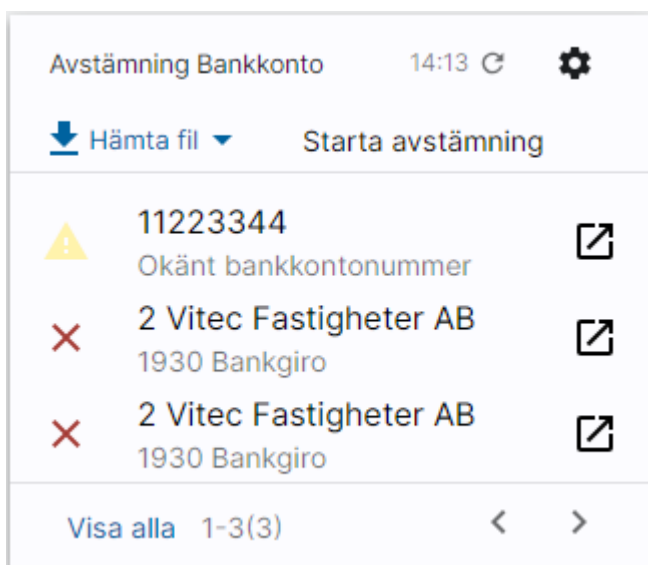 Avstämning Bankkonto 14:13
Hämta fil Starta avstämning
11223344
Okänt bankkontonummer
2 Vitec Fastigheter AB
1930 Bankgiro
2 Vitec Fastigheter AB
1930 Bankgiro
Visa alla 1-3(3)